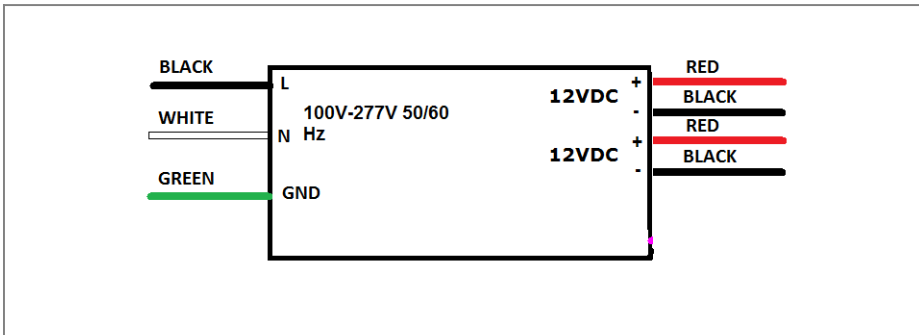 BLACK
L
WHITE
N
GREEN
GND
100V-277V 50/60
Hz
12VDC
+
-
12VDC
+
-
RED
BLACK
RED
BLACK